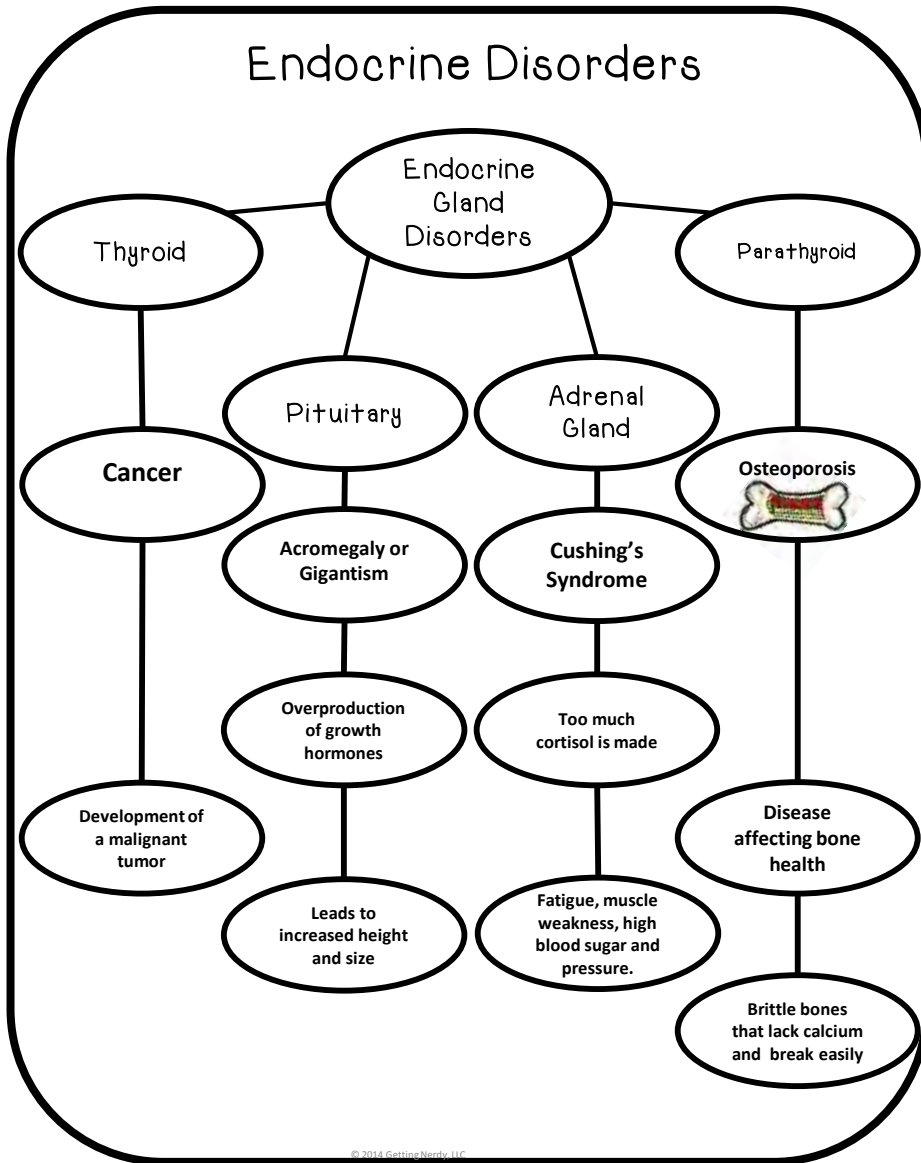 Endocrine Disorders
Endocrine
Gland
Disorders
Thyroid
Parathyroid
Pituitary
Adrenal
Gland
Cancer
Osteoporosis
Acromegaly or
Gigantism
Cushing's
Syndrome
Overproduction
of growth
hormones
Too much
cortisol is made
Development of
a malignant
tumor
Disease
affecting bone
health
Leads to
increased height
and size
Fatigue, muscle
weakness, high
blood sugar and
pressure.
Brittle bones
that lack calcium
and break easily
© 2014 Getting Nerdy, LLC